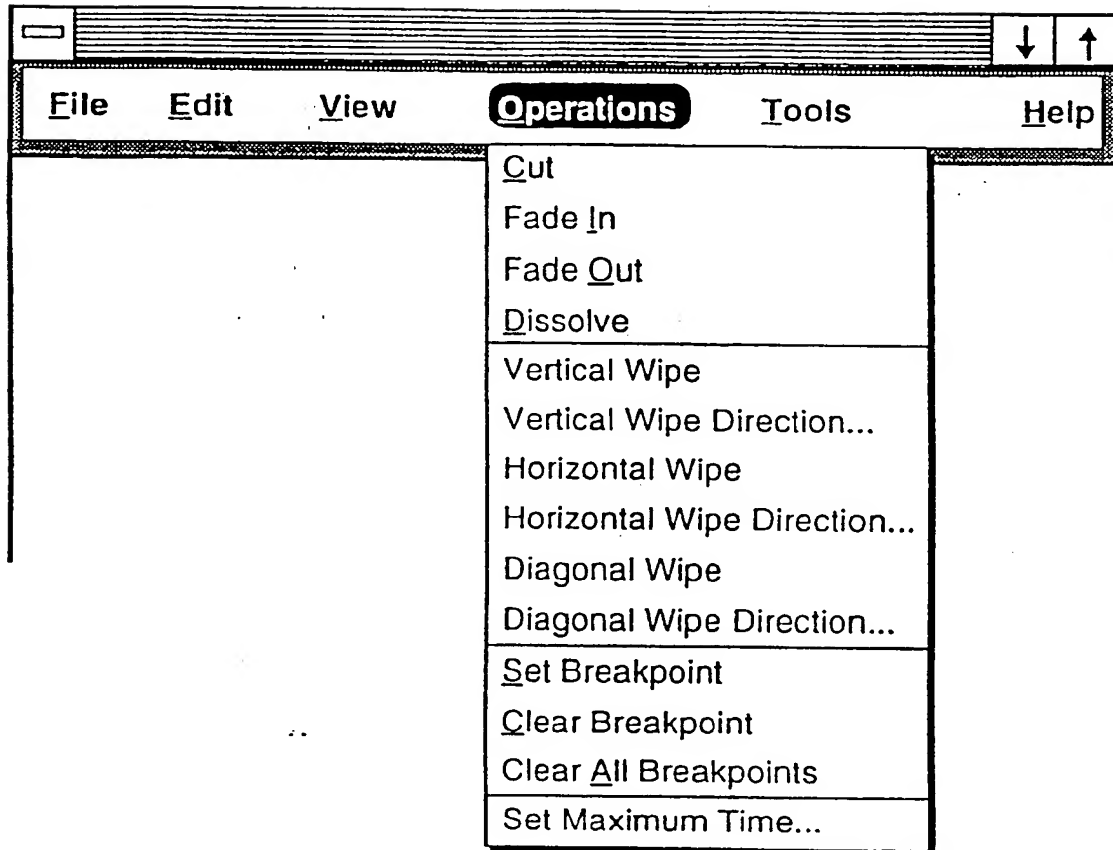 File Edit View Operations Tools Help
Cut
Fade In
Fade Out
Dissolve
Vertical Wipe
Vertical Wipe Direction...
Horizontal Wipe
Horizontal Wipe Direction...
Diagonal Wipe
Diagonal Wipe Direction...
Set Breakpoint
Clear Breakpoint
Clear All Breakpoints
Set Maximum Time...